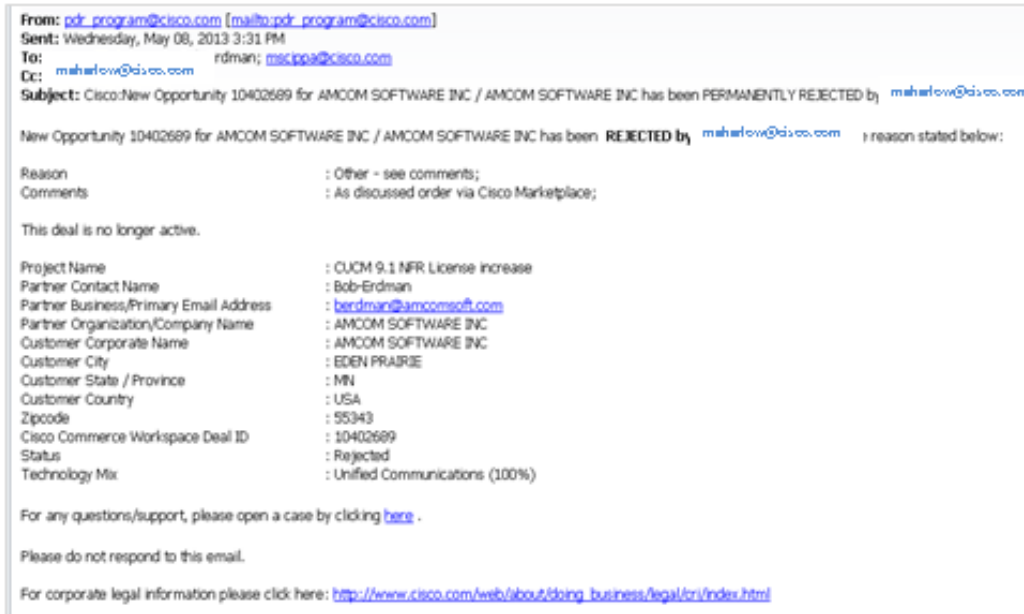 From: pdr_program@cisco.com [mailto:pdr_program@cisco.com]
Sent: Wednesday, May 08, 2013 3:31 PM
To: rdman; mscippa@cisco.com
Cc: maharlow@cisco.com
Subject: Cisco:New Opportunity 10402689 for AMCOM SOFTWARE INC / AMCOM SOFTWARE INC has been PERMANENTLY REJECTED by maharlow@cisco.com
New Opportunity 10402689 for AMCOM SOFTWARE INC / AMCOM SOFTWARE INC has been REJECTED by maharlow@cisco.com reason stated below:
Reason : Other - see comments;
Comments : As discussed order via Cisco Marketplace;
This deal is no longer active.
Project Name : CUCM 9.1 NFR License increase
Partner Contact Name : Bob-Erdman
Partner Business/Primary Email Address : berdman@amcomsoft.com
Partner Organization/Company Name : AMCOM SOFTWARE INC
Customer Corporate Name : AMCOM SOFTWARE INC
Customer City : EDEN PRAIRIE
Customer State / Province : MN
Customer Country : USA
Zipcode : 55343
Cisco Commerce Workspace Deal ID : 10402689
Status : Rejected
Technology Mix : Unified Communications (100%)
For any questions/support, please open a case by clicking here .
Please do not respond to this email.
For corporate legal information please click here: http://www.cisco.com/web/about/doing_business/legal/cri/index.html